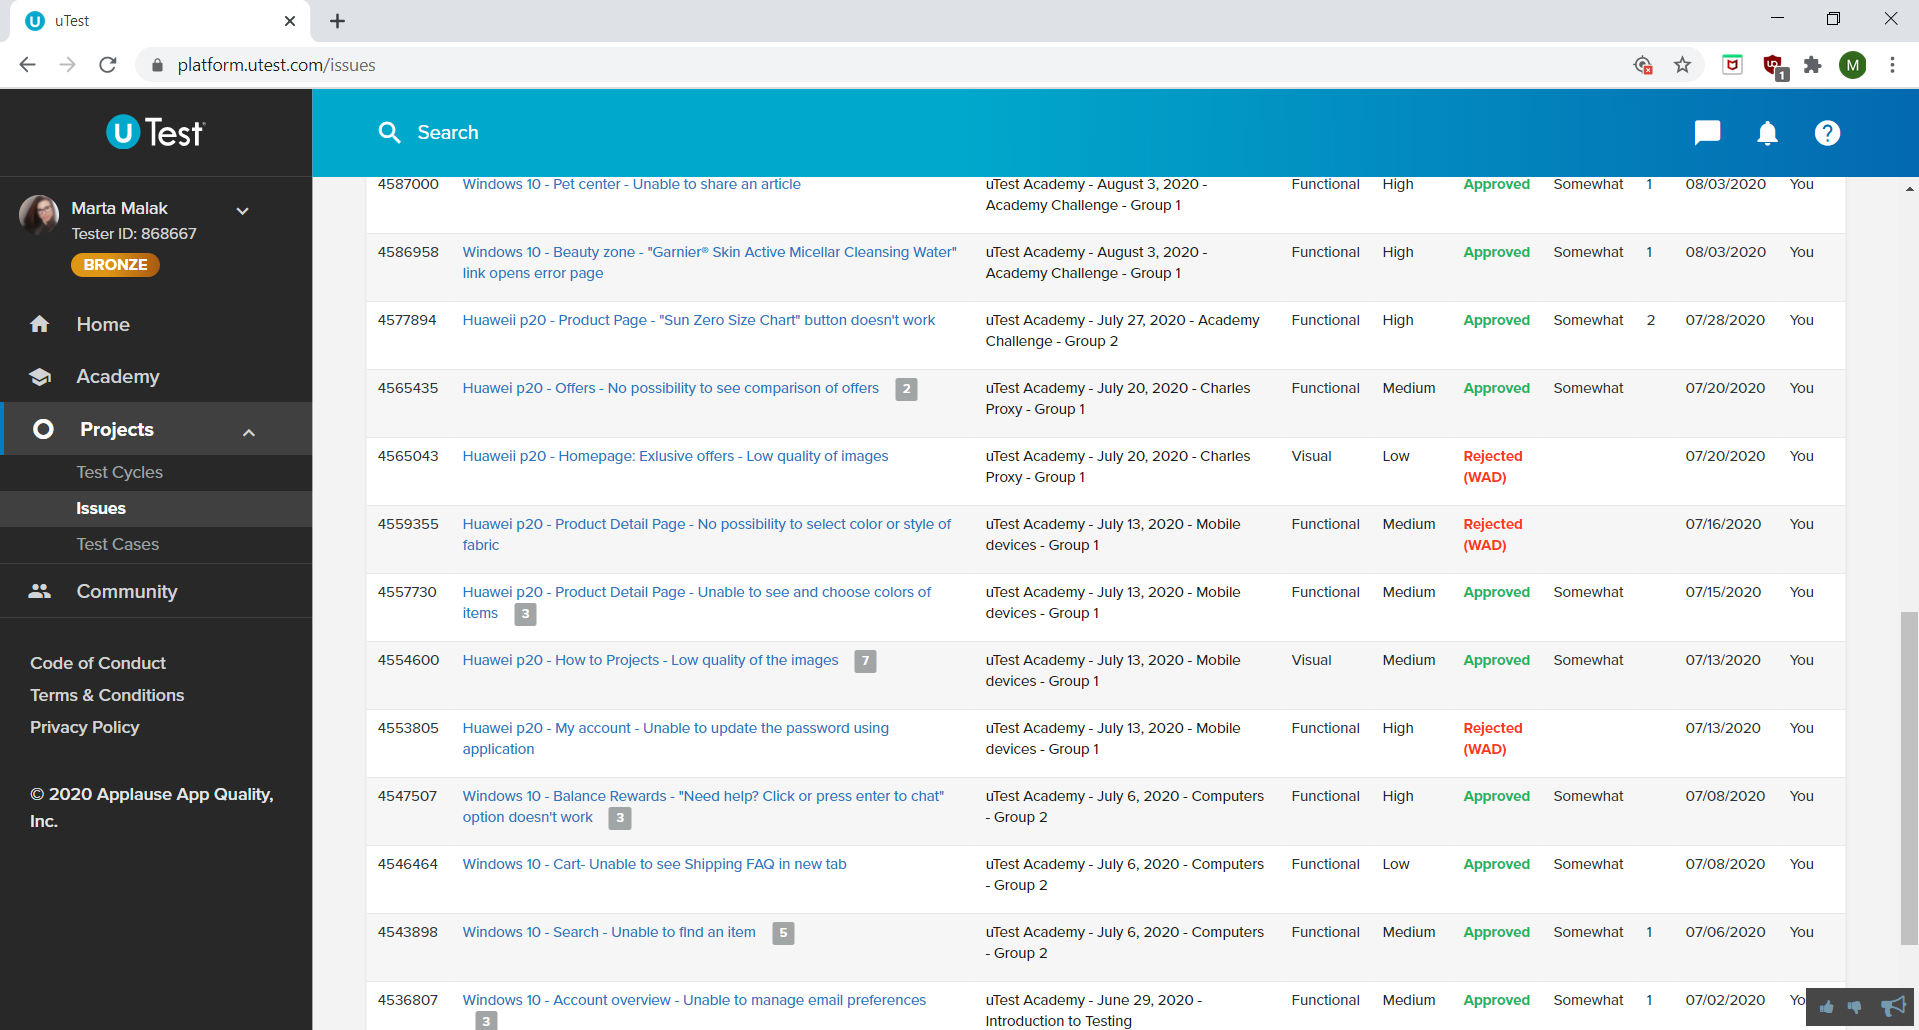 uTest
platform.utest.com/issues
M
1
U Test
Search
Marta Malak
Tester ID: 868667
BRONZE
Home
Academy
Projects
Test Cycles
Issues
Test Cases
Community
Code of Conduct
Terms & Conditions
Privacy Policy
© 2020 Applause App Quality,
Inc.
4587000 Windows 10 - Pet center - Unable to share an article uTest Academy - August 3, 2020 - Functional High Approved Somewhat 1 08/03/2020 You
Academy Challenge - Group 1
4586958 Windows 10 - Beauty zone - "Garnier® Skin Active Micellar Cleansing Water" uTest Academy - August 3, 2020 - Functional High Approved Somewhat 1 08/03/2020 You
link opens error page Academy Challenge - Group 1
4577894 Huaweii p20 - Product Page - "Sun Zero Size Chart" button doesn't work uTest Academy - July 27, 2020 - Academy Functional High Approved Somewhat 2 07/28/2020 You
Challenge - Group 2
4565435 Huawei p20 - Offers - No possibility to see comparison of offers 2 uTest Academy - July 20, 2020 - Charles Functional Medium Approved Somewhat 07/20/2020 You
Proxy - Group 1
4565043 Huaweii p20 - Homepage: Exlusive offers - Low quality of images uTest Academy - July 20, 2020 - Charles Visual Low Rejected 07/20/2020 You
Proxy - Group 1 (WAD)
4559355 Huawei p20 - Product Detail Page - No possibility to select color or style of uTest Academy - July 13, 2020 - Mobile Functional Medium Rejected 07/16/2020 You
fabric devices - Group 1 (WAD)
4557730 Huawei p20 - Product Detail Page - Unable to see and choose colors of uTest Academy - July 13, 2020 - Mobile Functional Medium Approved Somewhat 07/15/2020 You
items 3 devices - Group 1
4554600 Huawei p20 - How to Projects - Low quality of the images 7 uTest Academy - July 13, 2020 - Mobile Visual Medium Approved Somewhat 07/13/2020 You
devices - Group 1
4553805 Huawei p20 - My account - Unable to update the password using uTest Academy - July 13, 2020 - Mobile Functional High Rejected 07/13/2020 You
application devices - Group 1 (WAD)
4547507 Windows 10 - Balance Rewards - "Need help? Click or press enter to chat" uTest Academy - July 6, 2020 - Computers Functional High Approved Somewhat 07/08/2020 You
option doesn't work 3 - Group 2
4546464 Windows 10 - Cart- Unable to see Shipping FAQ in new tab uTest Academy - July 6, 2020 - Computers Functional Low Approved Somewhat 07/08/2020 You
- Group 2
4543898 Windows 10 - Search - Unable to find an item 5 uTest Academy - July 6, 2020 - Computers Functional Medium Approved Somewhat 1 07/06/2020 You
- Group 2
4536807 Windows 10 - Account overview - Unable to manage email preferences uTest Academy - June 29, 2020 - Functional Medium Approved Somewhat 1 07/02/2020
3 Introduction to Testing